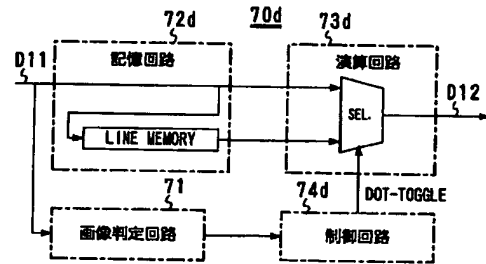 70d
72d
73d
D11
記憶回路
演算回路
SEL.
D12
LINE MEMORY
DOT-TOGGLE
71
74d
画像判定回路
制御回路